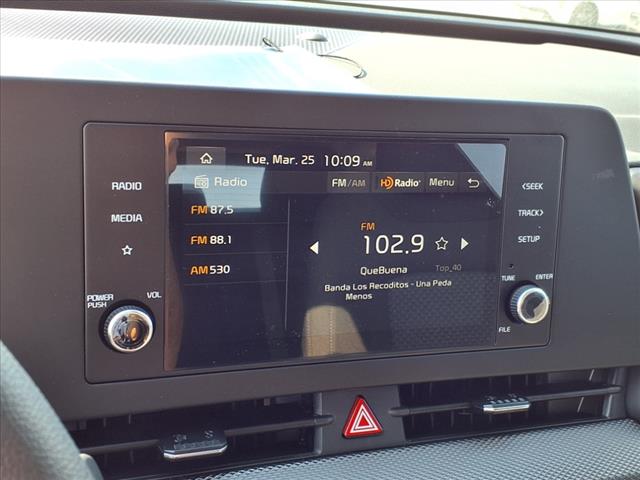 Tue, Mar. 25 10:09 AM
Radio FM/AM HD Radio Menu
RADIO
MEDIA
POWER PUSH
VOL
FM 87.5
FM 88.1
AM 530
FM
102.9
QueBuena Top_40
Banda Los Recoditos - Una Peda
Menos
<SEEK
TRACK>
SETUP
TUNE
ENTER
FILE